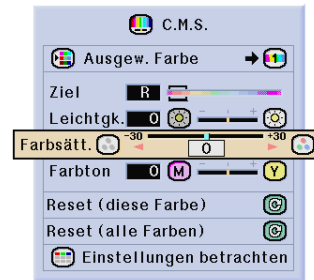 C.M.S.
Ausgew. Farbe 1
Ziel R
Leichtgk. 0 - +
Farbsätt. -30 0 +30
Farbton 0 M - + Y
Reset (diese Farbe)
Reset (alle Farben)
Einstellungen betrachten